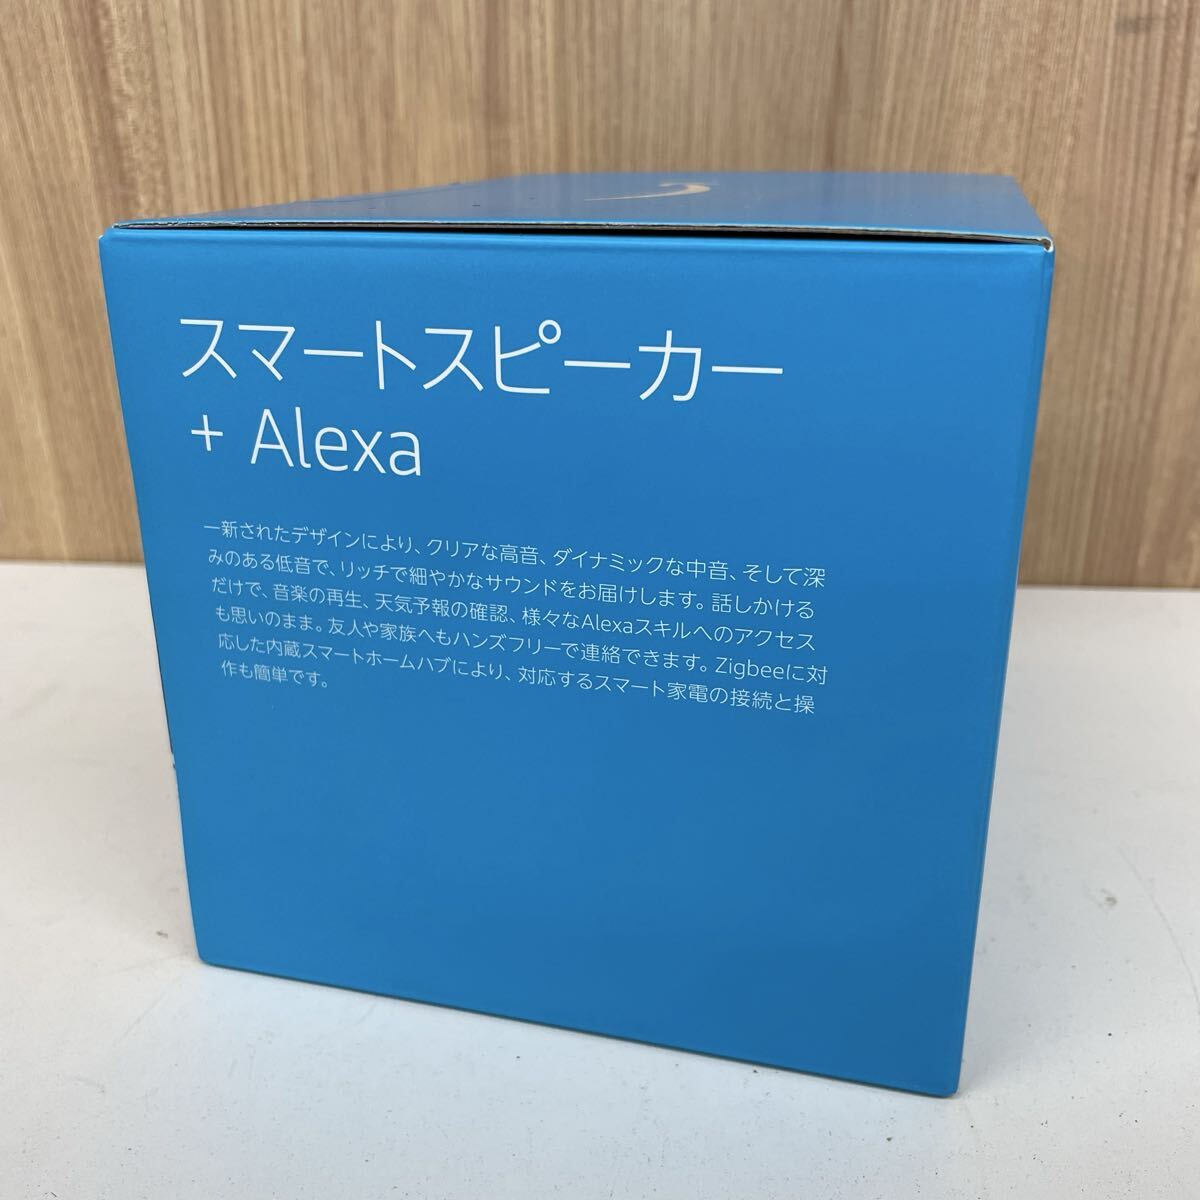 スマートスピーカー
+ Alexa
一新されたデザインにより、クリアな高音、ダイナミックな中音、そして深
みのある低音で、リッチで細やかなサウンドをお届けします。話しかける
だけで、音楽の再生、天気予報の確認、様々なAlexaスキルへのアクセス
も思いのまま。友人や家族へもハンズフリーで連絡できます。Zigbeeに対
応した内蔵スマートホームハブにより、対応するスマート家電の接続と操
作も簡単です。